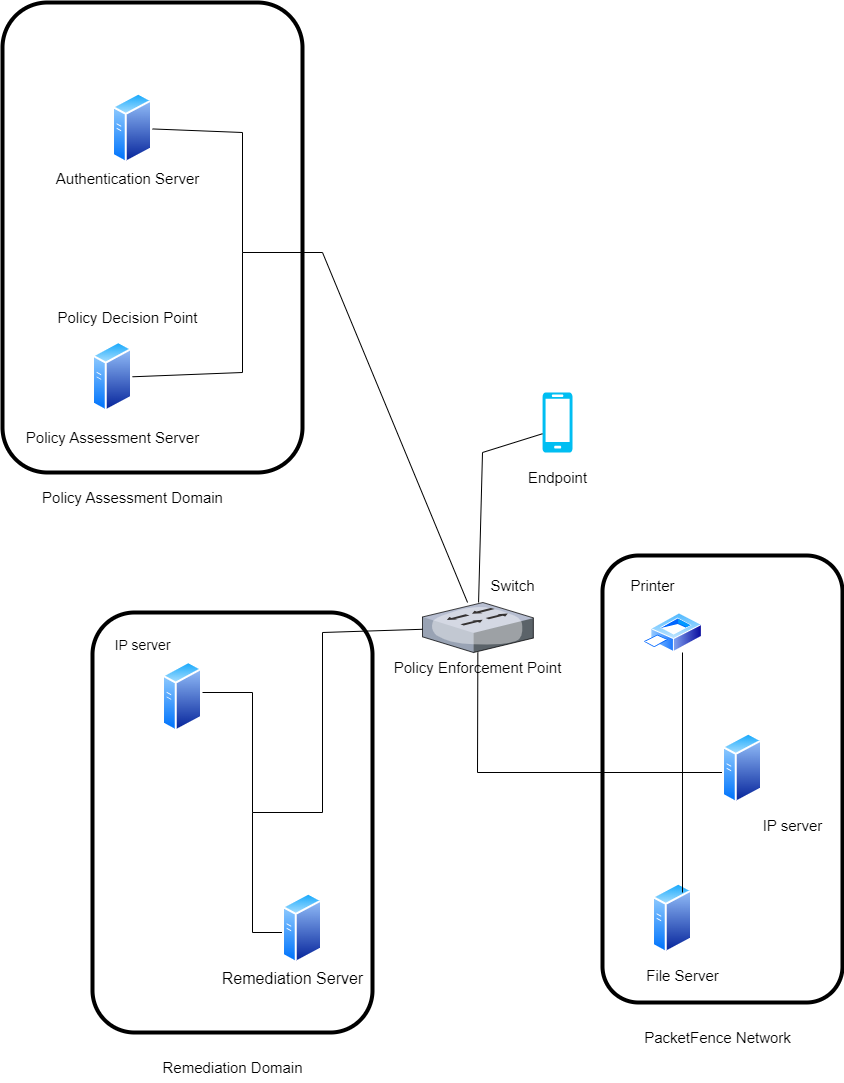 Authentication Server
Policy Decision Point
Policy Assessment Server
Policy Assessment Domain
Endpoint
Switch
Policy Enforcement Point
IP server
Remediation Server
Remediation Domain
Printer
IP server
File Server
PacketFence Network